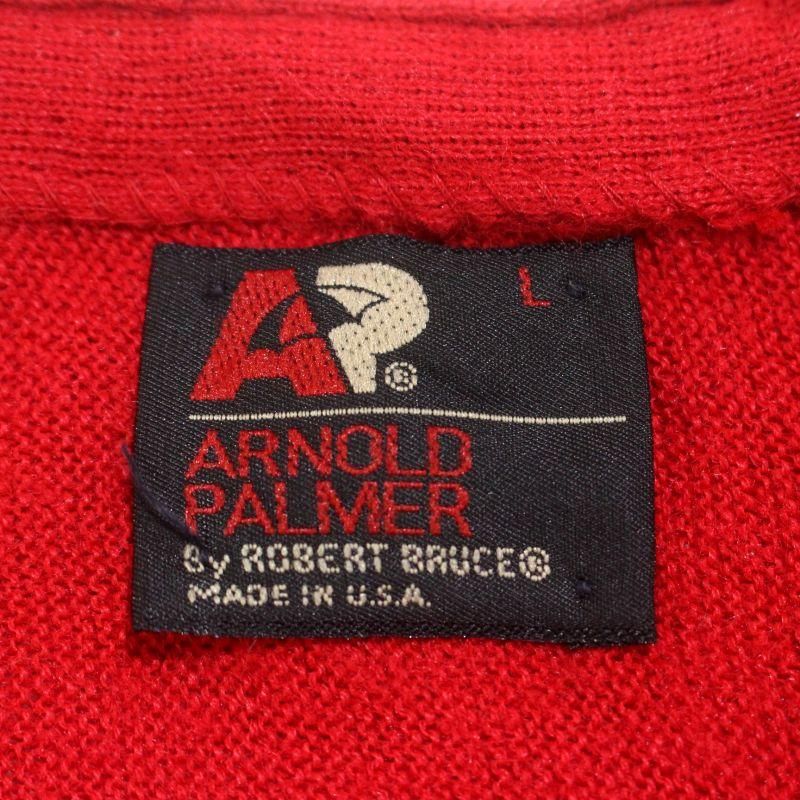 AP® L
ARNOLD
PALMER
By ROBERT BRUCE®
MADE IN U.S.A.